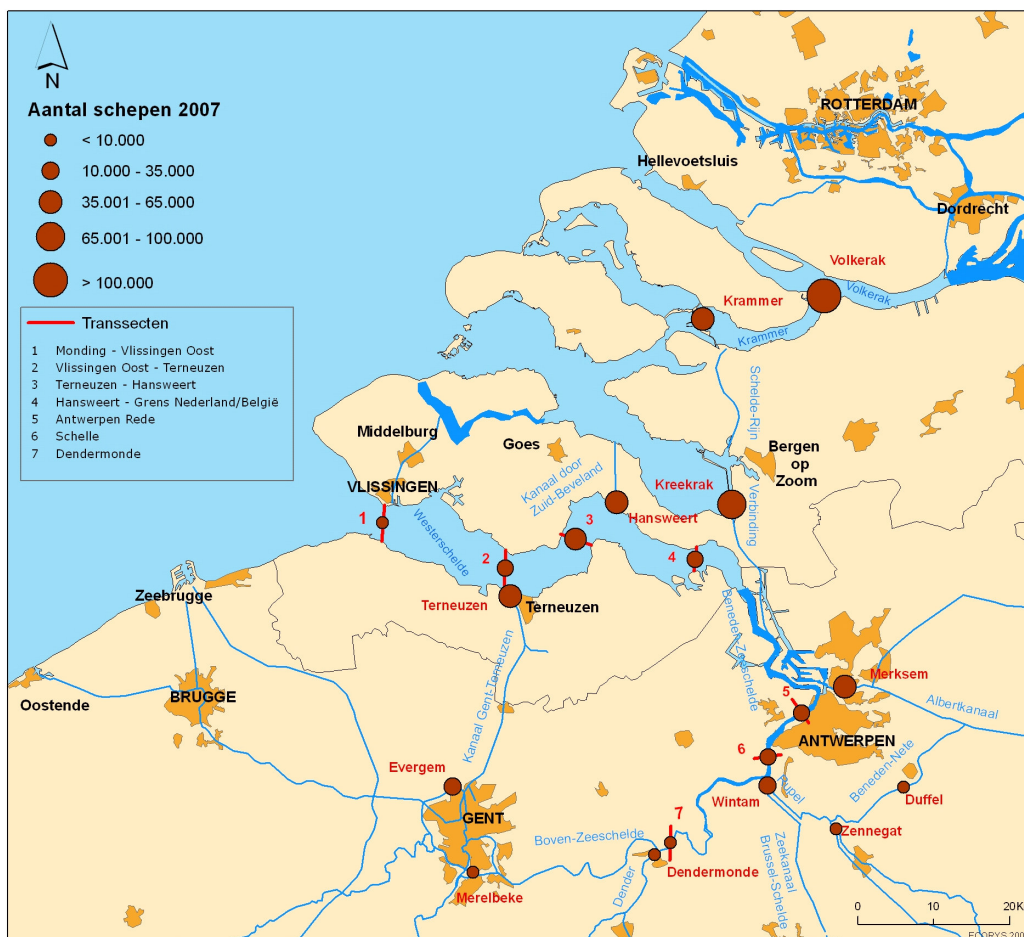 N
Aantal schepen 2007
< 10.000
10.000 - 35.000
35.001 - 65.000
65.001 - 100.000
> 100.000
Transsecten
1 Monding - Vlissingen Oost
2 Vlissingen Oost - Terneuzen
3 Terneuzen - Hansweert
4 Hansweert - Grens Nederland/België
5 Antwerpen Rede
6 Schelle
7 Dendermonde
ROTTERDAM
Hellevoetsluis
Dordrecht
Volkerak
Volkerak
Krammer
Krammer
Schelde-Rijn
Verbinding
Middelburg
Goes
Bergen
op
Zoom
VLISSINGEN
Kanaal door
Zuid-Beveland
Kreekrak
Hansweert
1
Westerschelde
2
3
4
Terneuzen
Terneuzen
Zeebrugge
Beneden-Zeeschelde
Oostende
BRUGGE
Kanaal Gent-Terneuzen
Merksem
Albertkanaal
5
ANTWERPEN
6
Evergem
Wintam
Rupel
Beneden-Nete
Duffel
GENT
7
Boven-Zeeschelde
Zennegat
Dendermonde
Merelbeke
Dender
Zeekanaal
Brussel-Schelde
0 10 20K
ECORYS 200